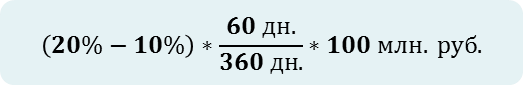 (20% − 10%) * 60 дн. / 360 дн. * 100 млн. руб.